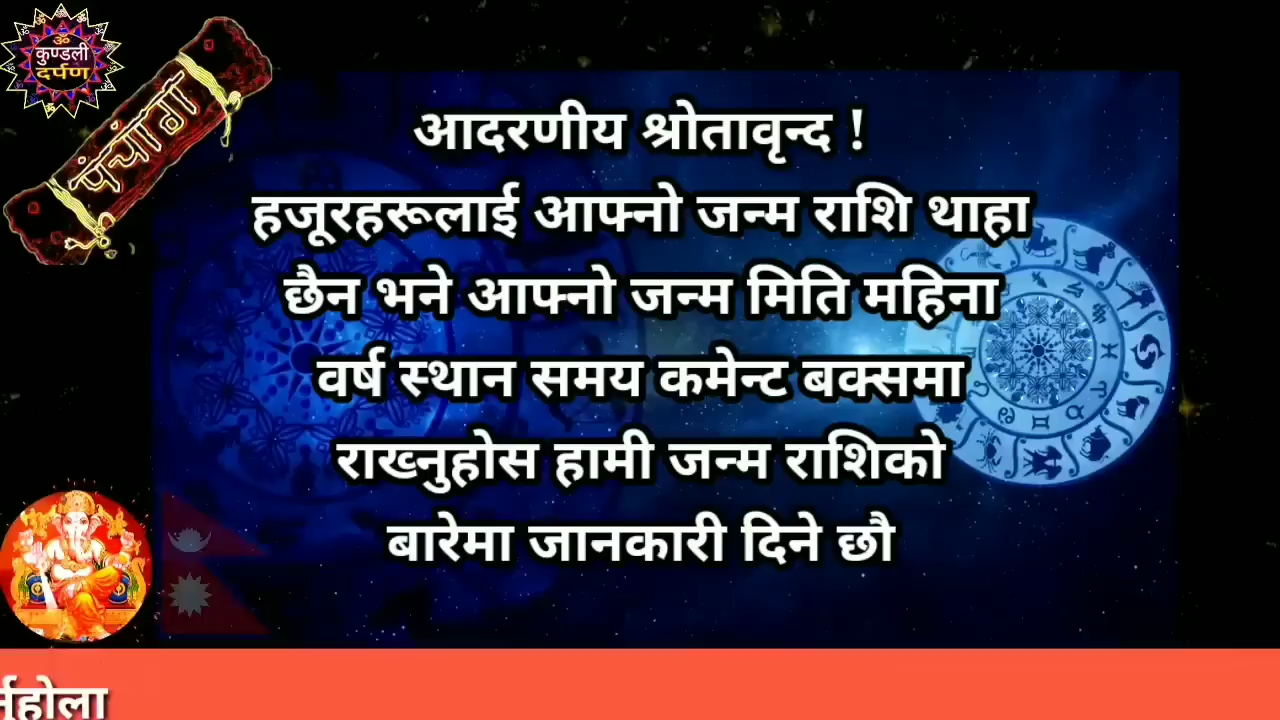 ॐ
कुण्डली
दर्पण
पंचांग
आदरणीय श्रोतावृन्द !
हजूरहरूलाई आफ्नो जन्म राशि थाहा
छैन भने आफ्नो जन्म मिति महिना
वर्ष स्थान समय कमेन्ट बक्समा
राख्नुहोस हामी जन्म राशिको
बारेमा जानकारी दिने छौ